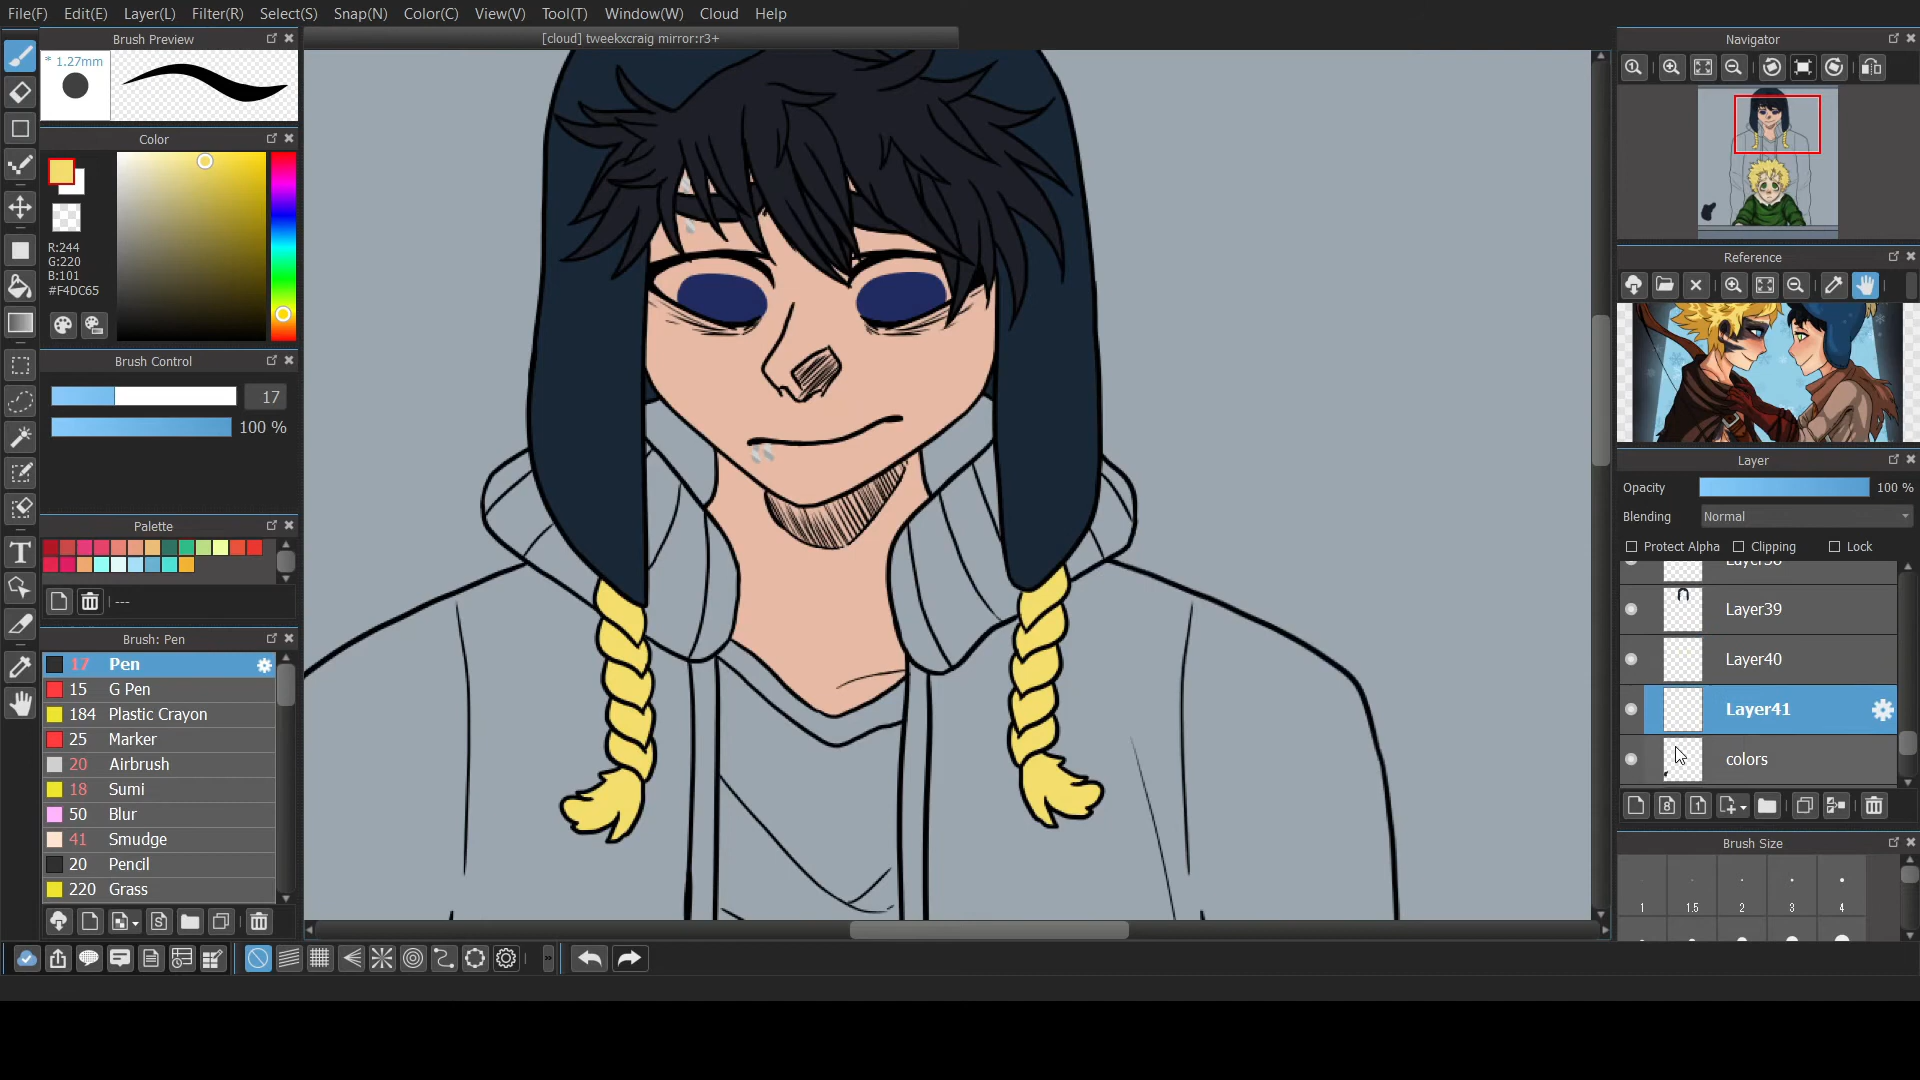 File(F) Edit(E) Layer(L) Filter(R) Select(S) Snap(N) Color(C) View(V) Tool(T) Window(W) Cloud Help
Brush Preview
[cloud] tweekxcraig mirror:r3+
Navigator
* 1.27mm
Color
R:244
G:220
B:101
#F4DC65
Reference
Brush Control
17
100 %
Layer
Opacity 100 %
Blending Normal
Protect Alpha Clipping Lock
Palette
---
Layer39
Layer40
Layer41
colors
Brush: Pen
17 Pen
15 G Pen
184 Plastic Crayon
25 Marker
20 Airbrush
18 Sumi
50 Blur
41 Smudge
20 Pencil
220 Grass
Brush Size
1 1.5 2 3 4